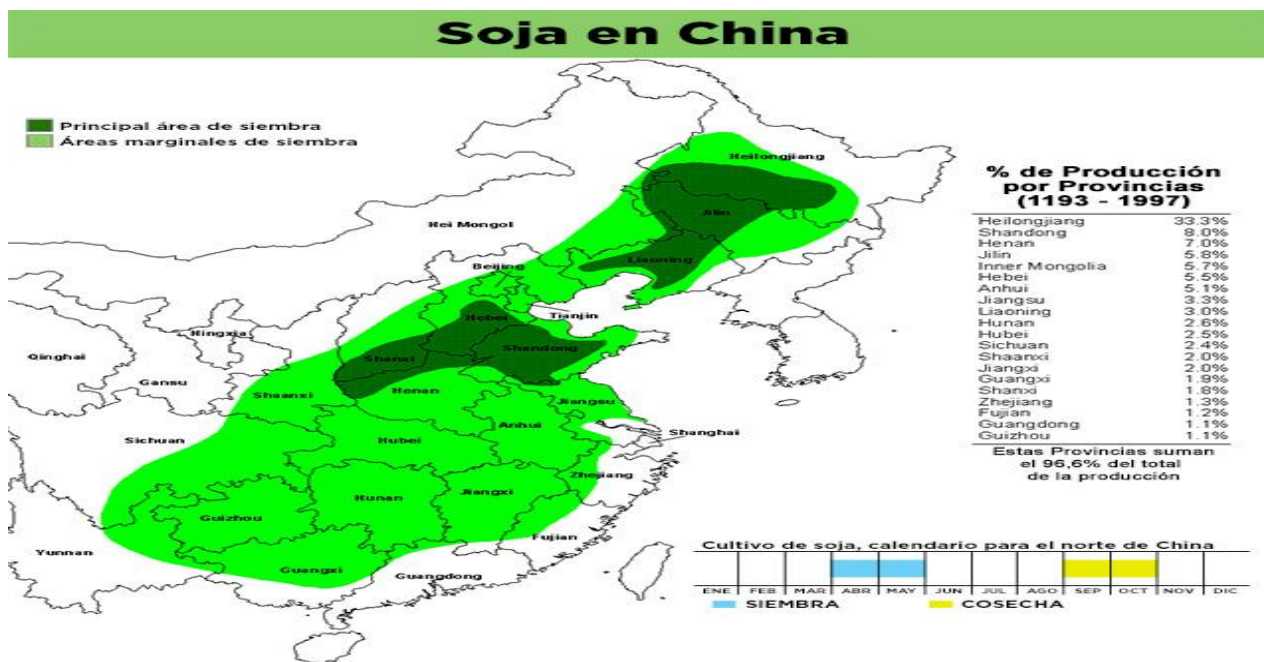 Soja en China
Principal área de siembra
Áreas marginales de siembra
Heilongjiang
Jilin
Nei Mongol
Liaoning
Beijing
Tianjin
Hebei
Ningxia
Shandong
Shanxi
Qinghai
Gansu
Henan
Shaanxi
Jiangsu
Anhui
Shanghai
Sichuan
Hubei
Zhejiang
Hunan
Jiangxi
Guizhou
Fujian
Yunnan
Guangxi
Guangdong
% de Producción
por Provincias
(1193 - 1997)
Heilongjiang 33.3%
Shandong 8.0%
Henan 7.0%
Jilin 5.8%
Inner Mongolia 5.7%
Hebei 5.5%
Anhui 5.1%
Jiangsu 3.3%
Liaoning 3.0%
Hunan 2.6%
Hubei 2.5%
Sichuan 2.4%
Shaanxi 2.0%
Jiangxi 2.0%
Guangxi 1.9%
Shanxi 1.8%
Zhejiang 1.3%
Fujian 1.2%
Guangdong 1.1%
Guizhou 1.1%
Estas Provincias suman
el 96,6% del total
de la producción
Cultivo de soja, calendario para el norte de China
ENE FEB MAR ABR MAY JUN JUL AGO SEP OCT NOV DIC
SIEMBRA COSECHA